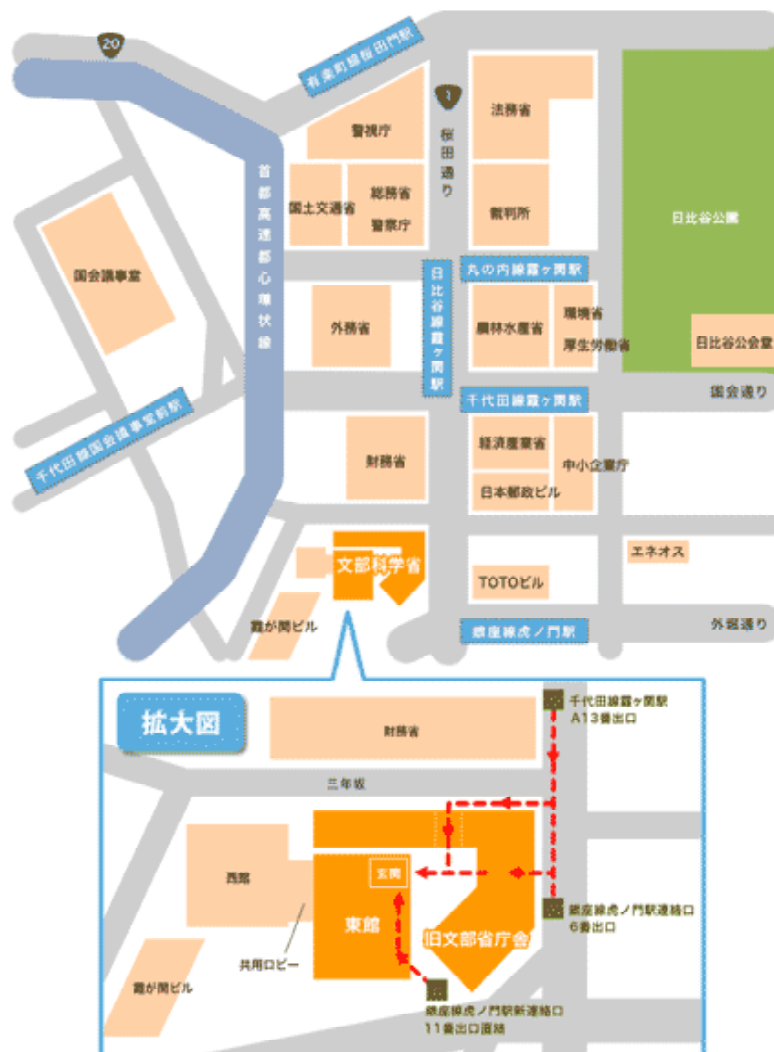 20
有楽町線桜田門駅
1
桜田通り
法務省
警視庁
首都高速都心環状線
国土交通省
総務省
警察庁
裁判所
日比谷公園
国会議事堂
日比谷線霞ヶ関駅
丸の内線霞ヶ関駅
外務省
農林水産省
環境省
厚生労働省
日比谷公会堂
千代田線霞ヶ関駅
国会通り
千代田線国会議事堂前駅
財務省
経済産業省
中小企業庁
日本郵政ビル
文部科学省
エネオス
TOTOビル
霞が関ビル
銀座線虎ノ門駅
外堀通り
拡大図
千代田線霞ヶ関駅
A13番出口
財務省
三年坂
西館
玄関
東館
旧文部省庁舎
銀座線虎ノ門駅連絡口
6番出口
共用ロビー
霞が関ビル
銀座線虎ノ門駅新連絡口
11番出口直結